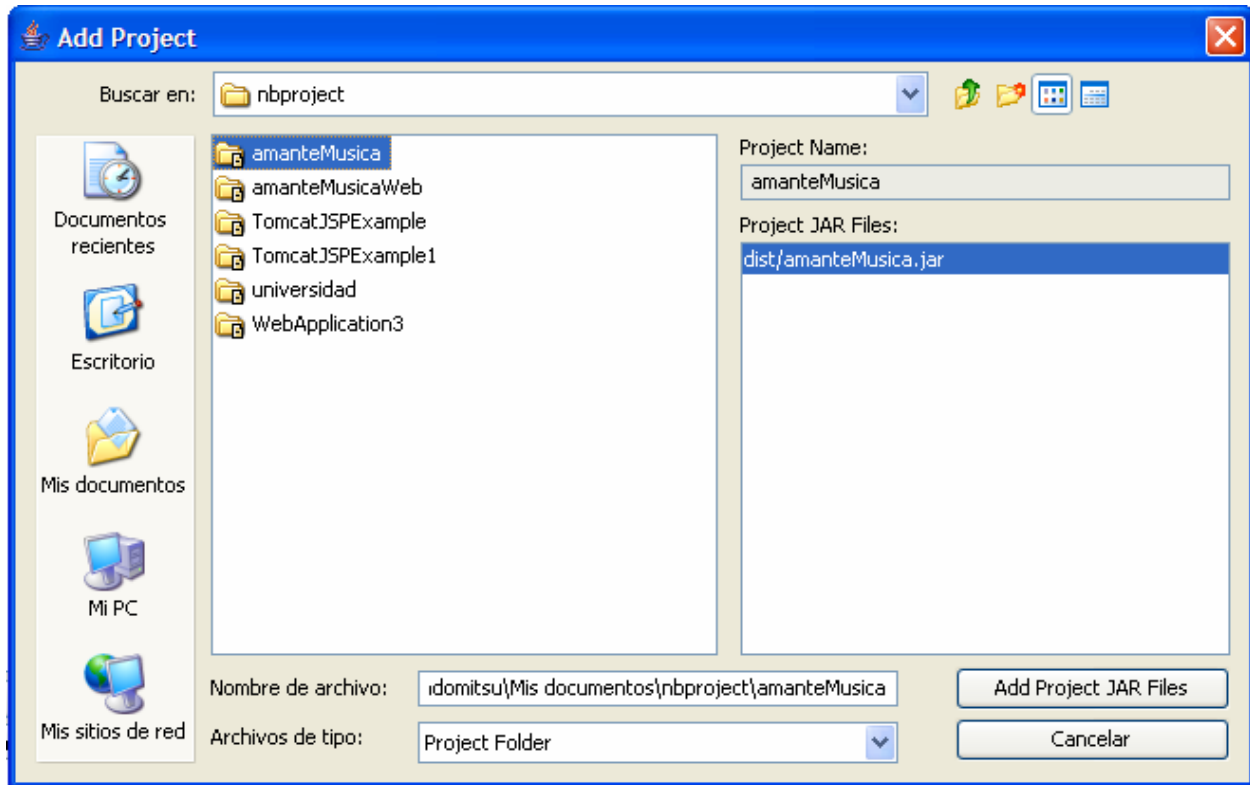 Add Project
Buscar en:
nbproject
Documentos
recientes
Escritorio
Mis documentos
Mi PC
Mis sitios de red
amanteMusica
amanteMusicaWeb
TomcatJSPExample
TomcatJSPExample1
universidad
WebApplication3
Project Name:
amanteMusica
Project JAR Files:
dist/amanteMusica.jar
Nombre de archivo:
domitsu\Mis documentos\nbproject\amanteMusica
Add Project JAR Files
Archivos de tipo:
Project Folder
Cancelar